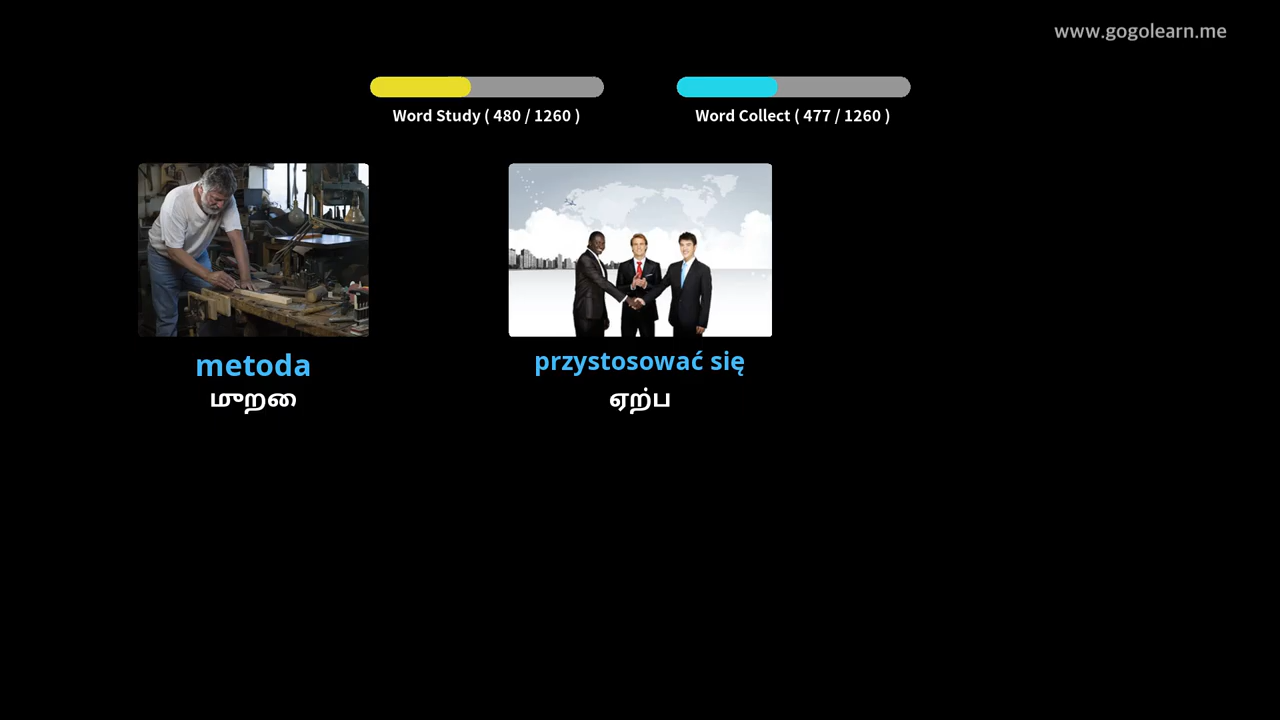 www.gogolearn.me
Word Study ( 480 / 1260 )
Word Collect ( 477 / 1260 )
metoda
முறை
przystosować się
ஏற்ப